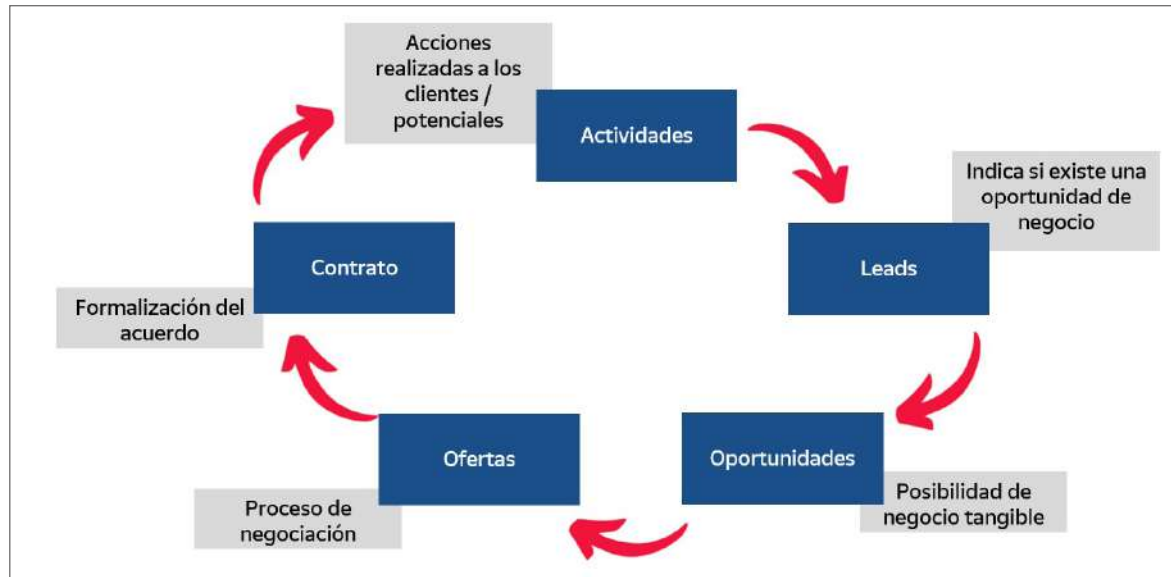 Acciones
realizadas a los
clientes /
potenciales
Actividades
Indica si existe una
oportunidad de
negocio
Leads
Oportunidades
Posibilidad de
negocio tangible
Ofertas
Proceso de
negociación
Contrato
Formalización del
acuerdo